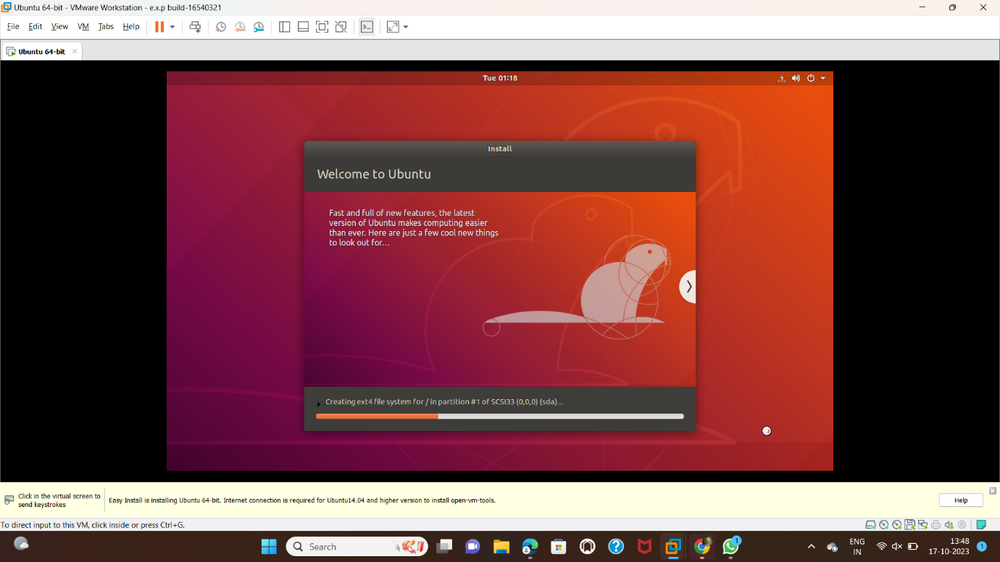 Ubuntu 64-bit - VMware Workstation - e.x.p build-16540321
File Edit View VM Tabs Help
Ubuntu 64-bit
Tue 01:18
Install
Welcome to Ubuntu
Fast and full of new features, the latest
version of Ubuntu makes computing easier
than ever. Here are just a few cool new things
to look out for...
Creating ext4 file system for / in partition #1 of SCSI33 (0,0,0) (sda)...
Click in the virtual screen to
send keystrokes
Easy Install is installing Ubuntu 64-bit. Internet connection is required for Ubuntu14.04 and higher version to install open-vm-tools.
Help
To direct input to this VM, click inside or press Ctrl+G.
Search
1
ENG
IN
13:48
17-10-2023
1